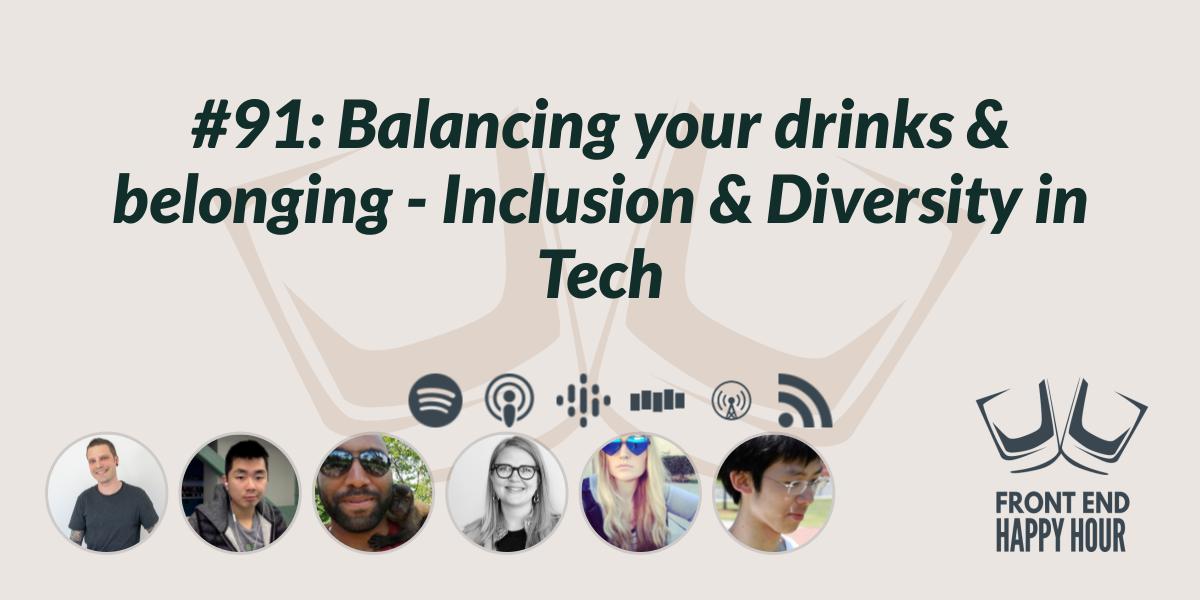 #91: Balancing your drinks &
belonging - Inclusion & Diversity in
Tech
FRONT END
HAPPY HOUR